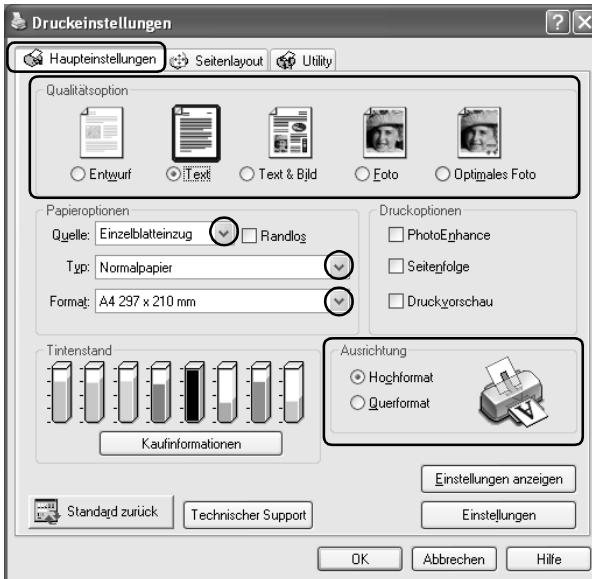 Druckeinstellungen
Haupteinstellungen Seitenlayout Utility
Qualitätsoption
Entwurf Text Text & Bild Foto Optimales Foto
Papieroptionen
Quelle: Einzelblatteinzug Randlos
Typ: Normalpapier
Format: A4 297 x 210 mm
Druckoptionen
PhotoEnhance
Seitenfolge
Druckvorschau
Tintenstand
Kaufinformationen
Ausrichtung
Hochformat
Querformat
Einstellungen anzeigen
Standard zurück Technischer Support Einstellungen
OK Abbrechen Hilfe